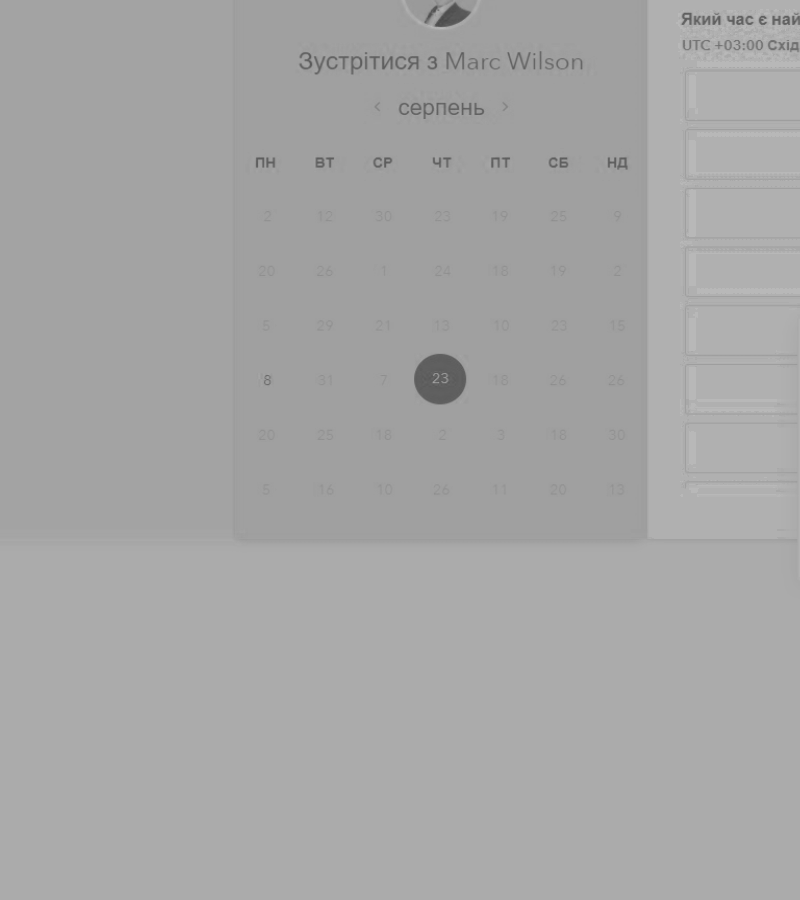 Зустрітися з Marc Wilson
‹ серпень ›
ПН ВТ СР ЧТ ПТ СБ НД
2 12 30 23 19 25 9
20 26 1 24 18 19 2
5 29 21 13 10 23 15
8 31 7 23 18 26 26
20 25 18 2 3 18 30
5 16 10 26 11 20 13
Який час є най
UTC +03:00 Схід